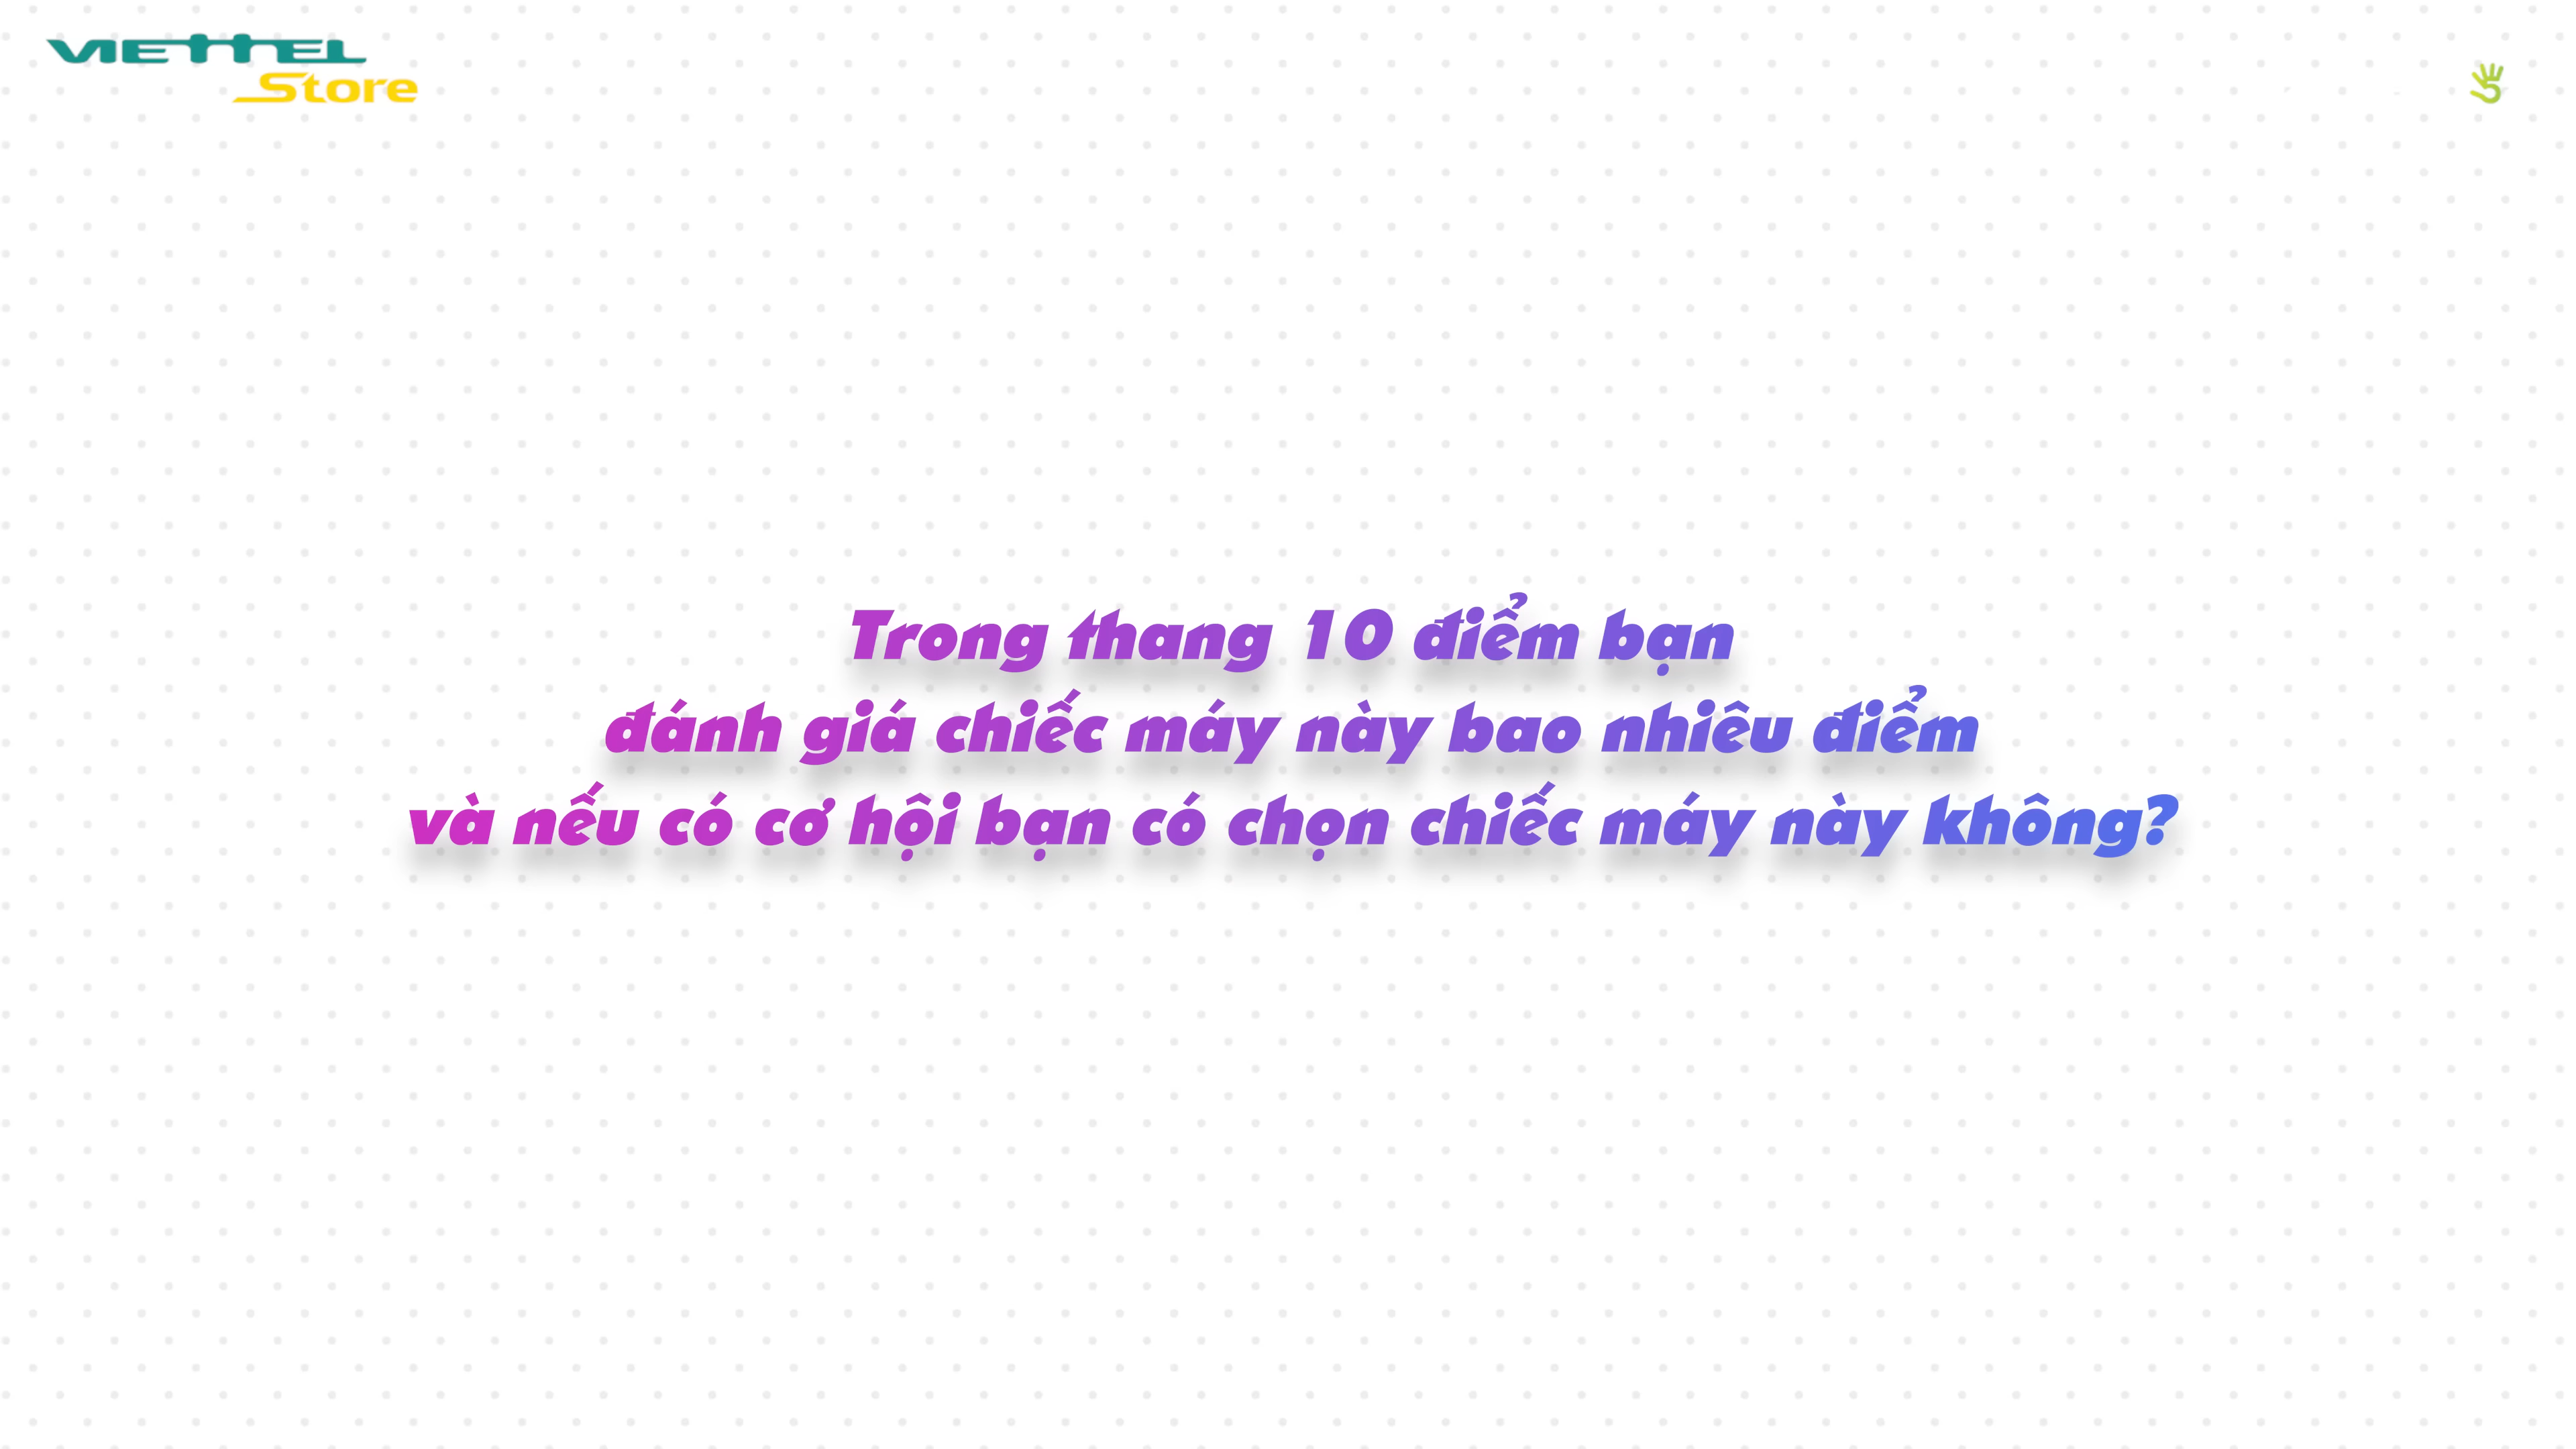 VIETTEL
Store
Trong thang 10 điểm bạn
đánh giá chiếc máy này bao nhiêu điểm
và nếu có cơ hội bạn có chọn chiếc máy này không?